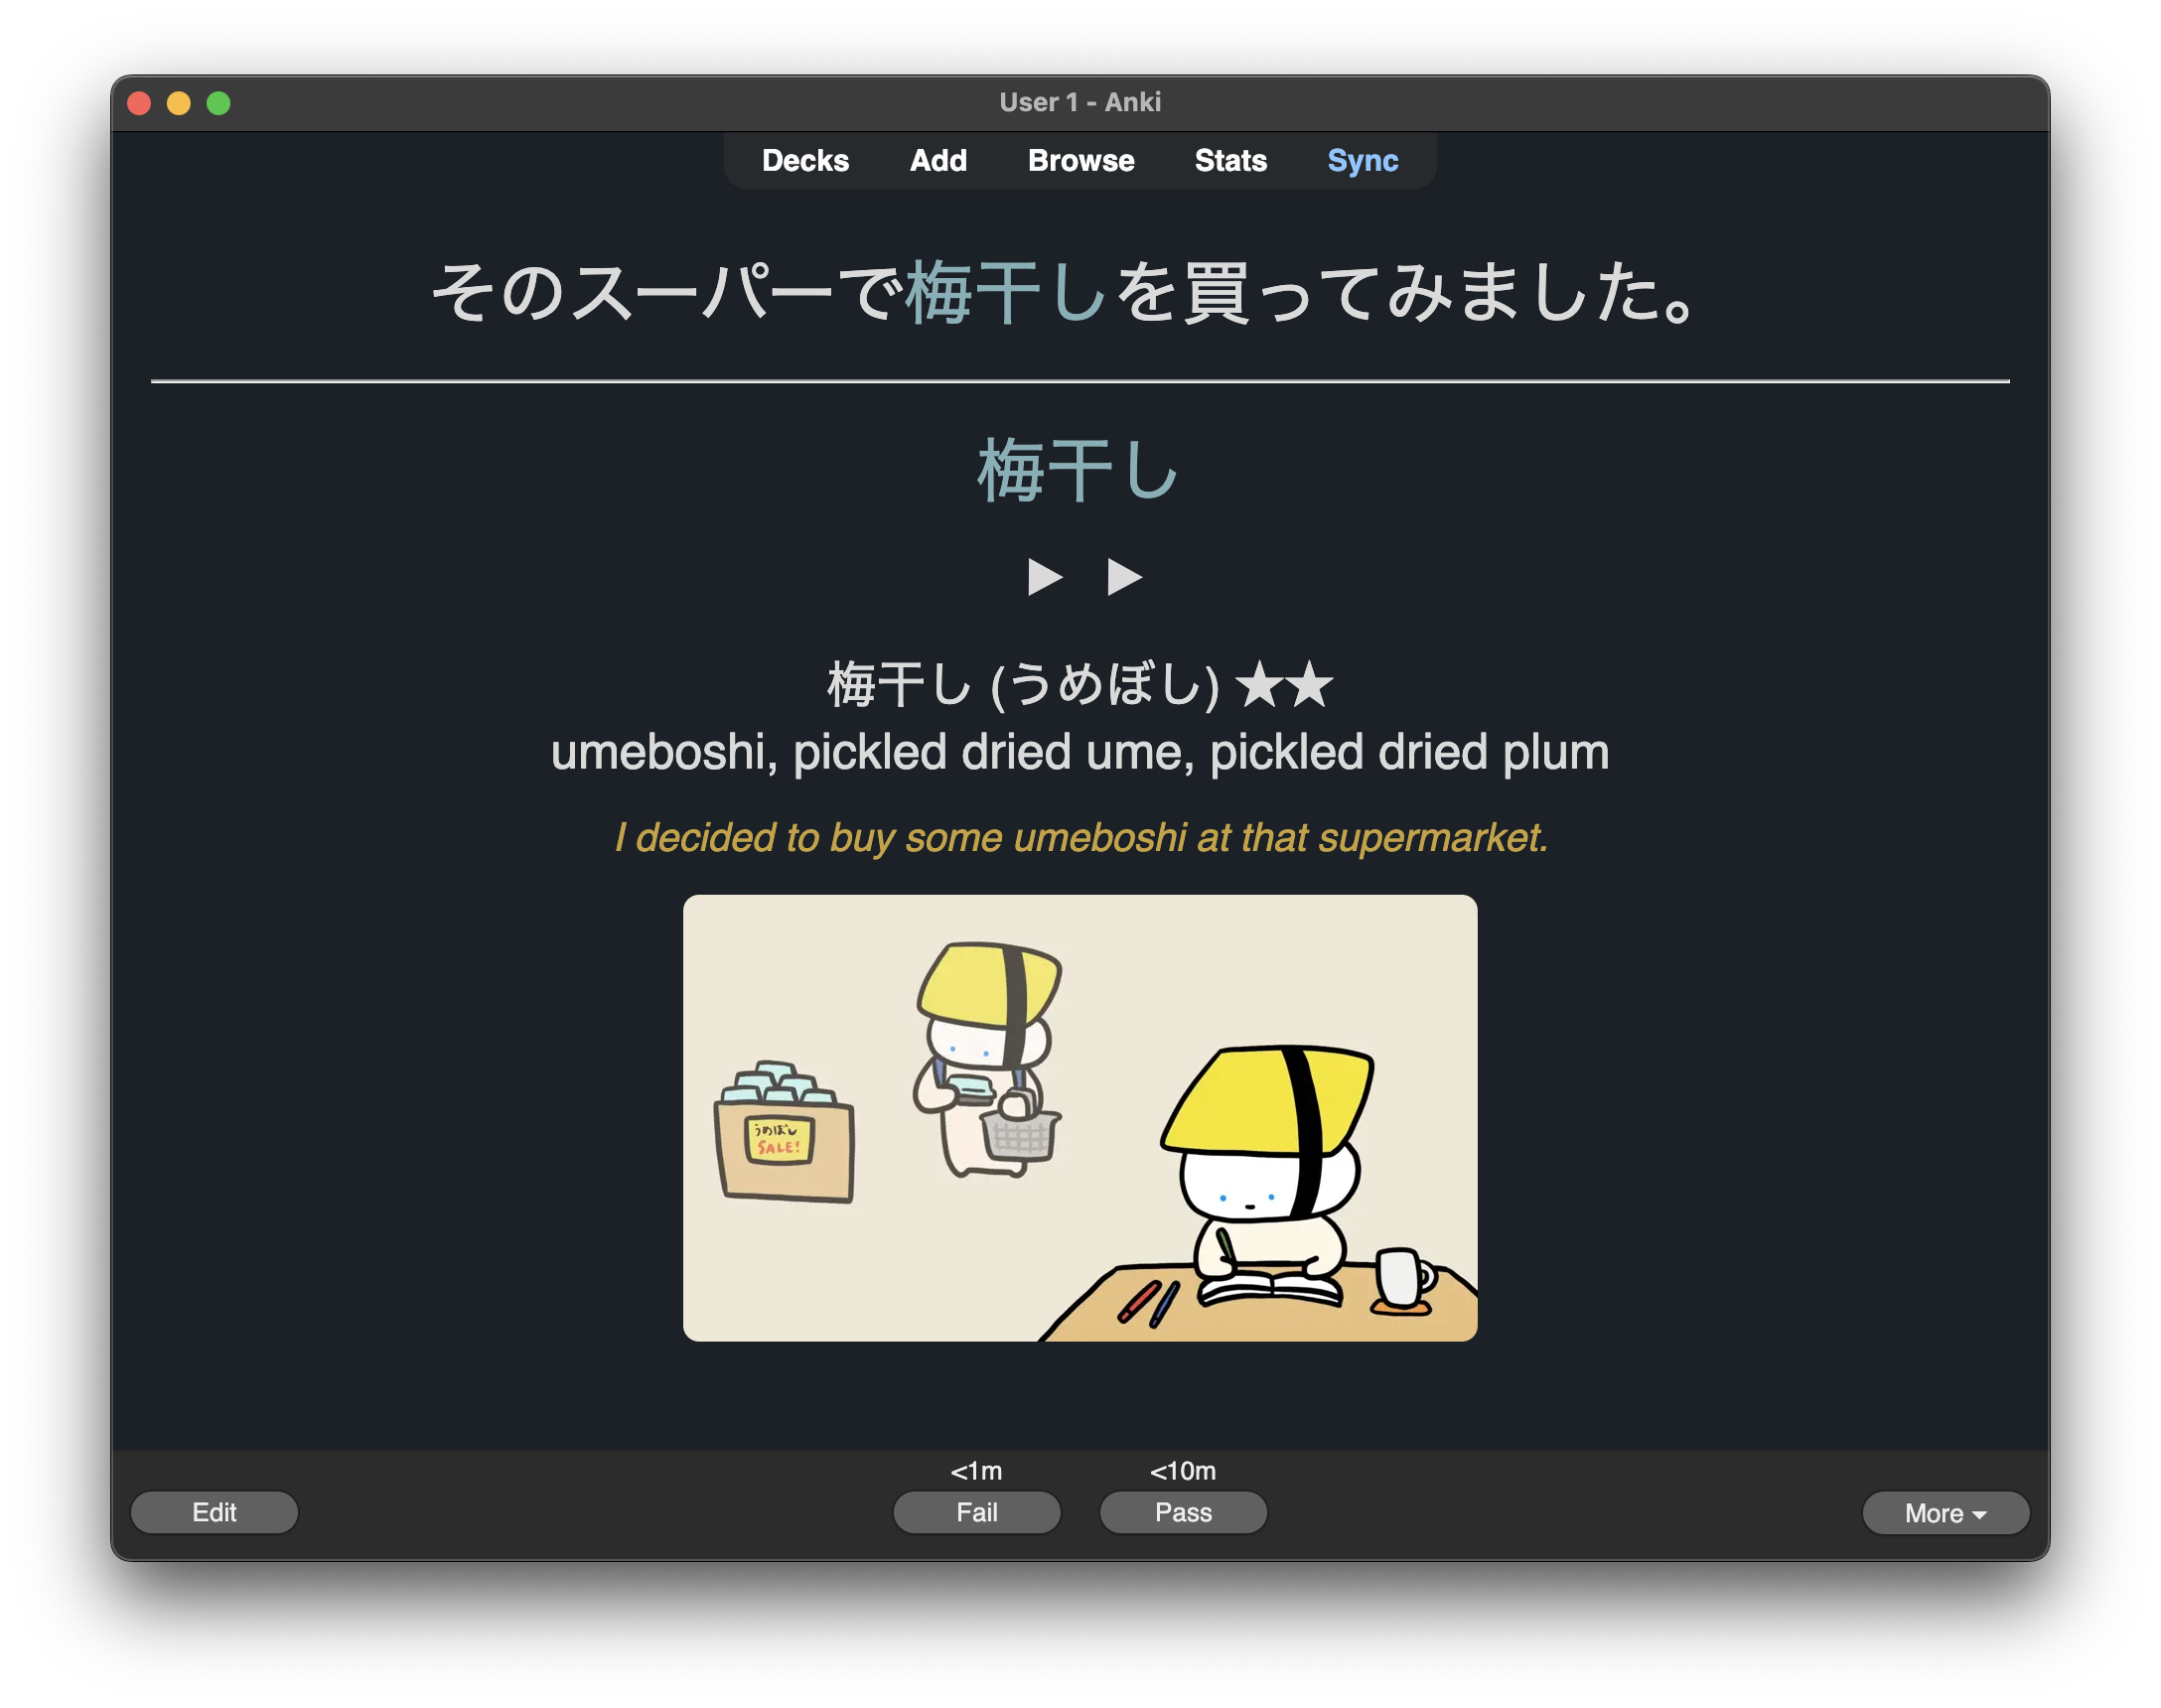 User 1 - Anki
Decks Add Browse Stats Sync
そのスーパーで梅干しを買ってみました。
梅干し
梅干し (うめぼし) ★★
umeboshi, pickled dried ume, pickled dried plum
I decided to buy some umeboshi at that supermarket.
うめぼし
SALE!
<1m <10m
Edit Fail Pass More